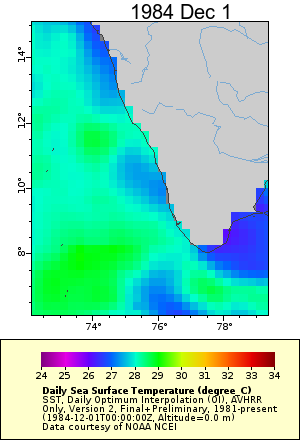 1984 Dec 1
14°
12°
10°
8°
74°
76°
78°
24 25 26 27 28 29 30 31 32 33 34
Daily Sea Surface Temperature (degree_C)
SST, Daily Optimum Interpolation (OI), AVHRR
Only, Version 2, Final+Preliminary, 1981-present
(1984-12-01T00:00:00Z, Altitude=0.0 m)
Data courtesy of NOAA NCEI